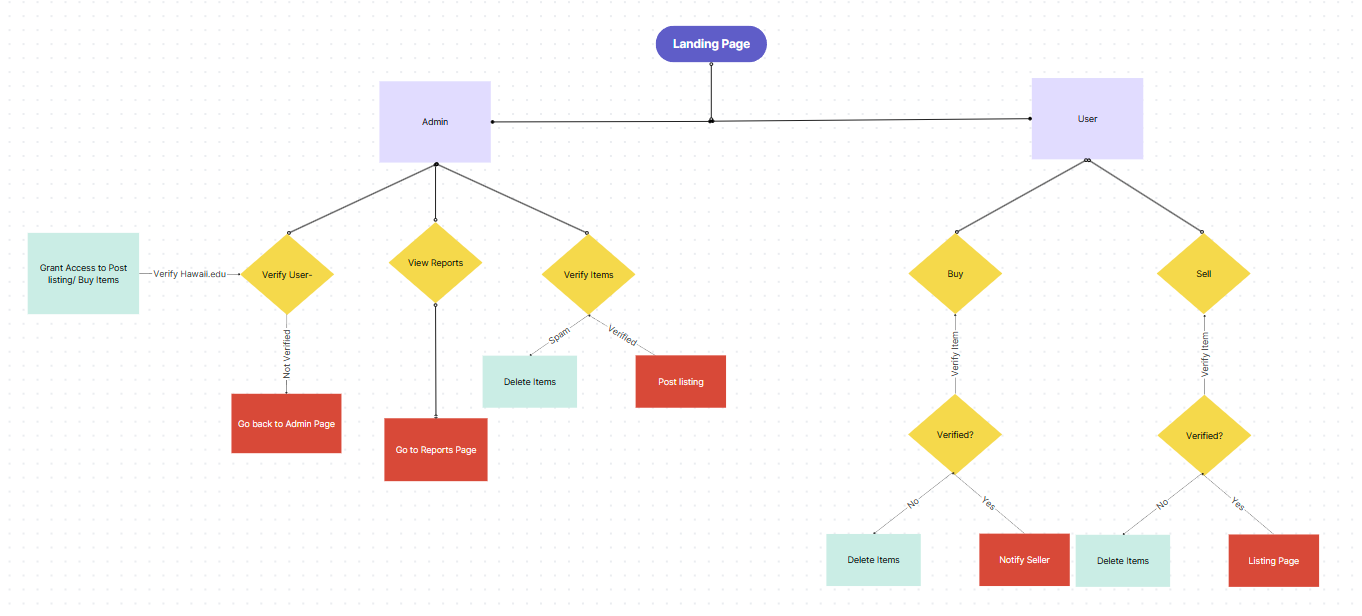 Landing Page
Admin
User
Grant Access to Post
listing/ Buy Items
Verify Hawaii.edu
Verify User-
View Reports
Verify Items
Buy
Sell
Not Verified
Spam
Verified
Verify Item
Verify Item
Delete Items
Post listing
Go back to Admin Page
Go to Reports Page
Verified?
Verified?
No
Yes
No
Yes
Delete Items
Notify Seller
Delete Items
Listing Page